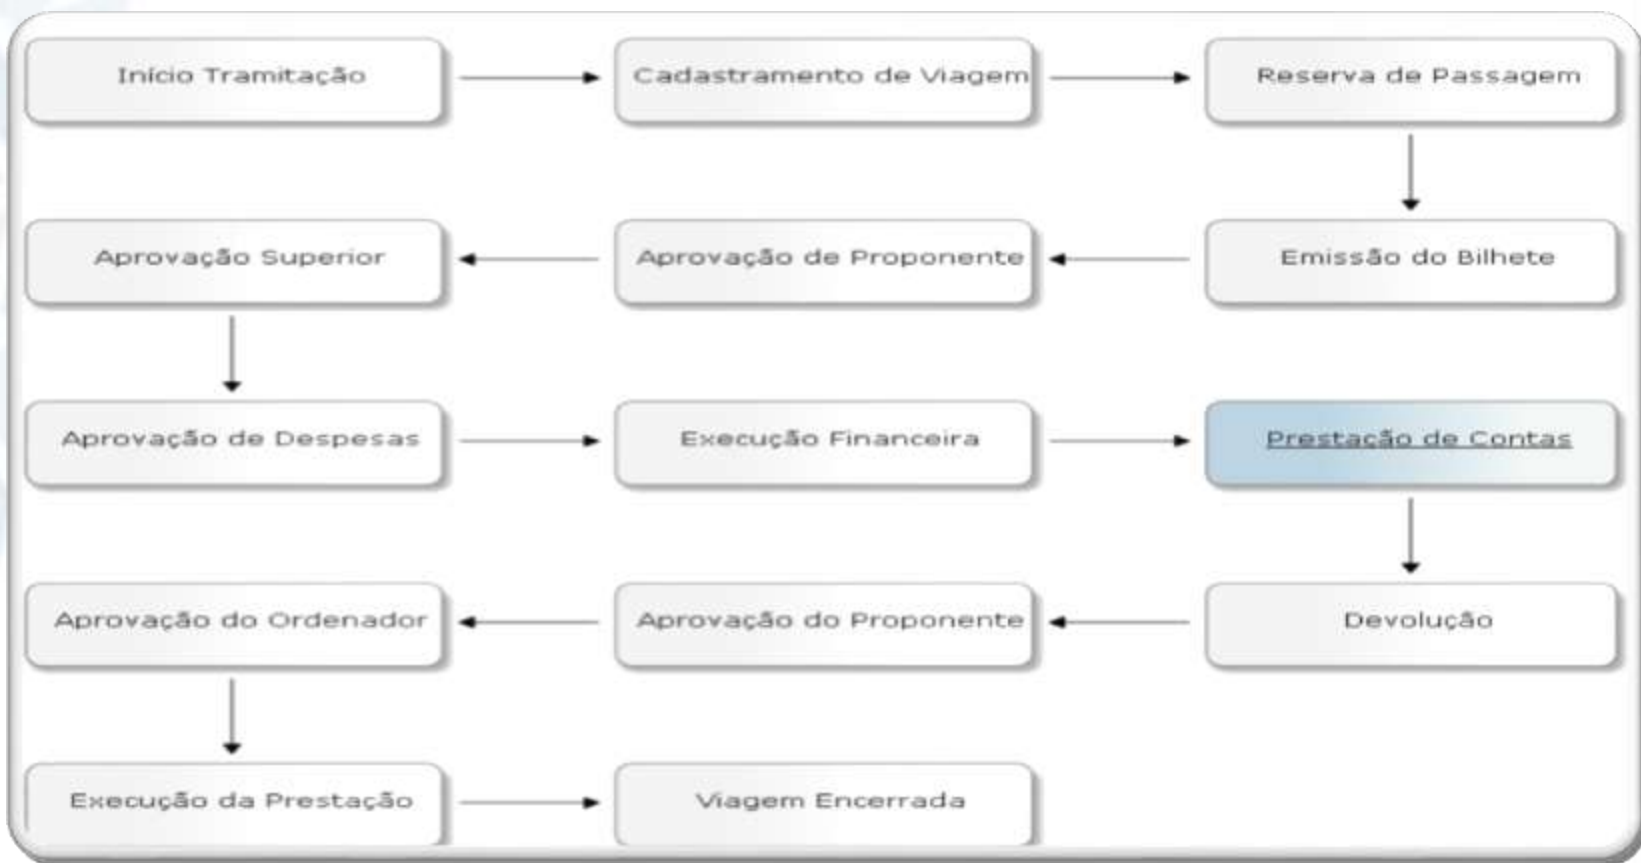 Início Tramitação
Cadastramento de Viagem
Reserva de Passagem
Aprovação Superior
Aprovação de Proponente
Emissão do Bilhete
Aprovação de Despesas
Execução Financeira
Prestação de Contas
Aprovação do Ordenador
Aprovação do Proponente
Devolução
Execução da Prestação
Viagem Encerrada